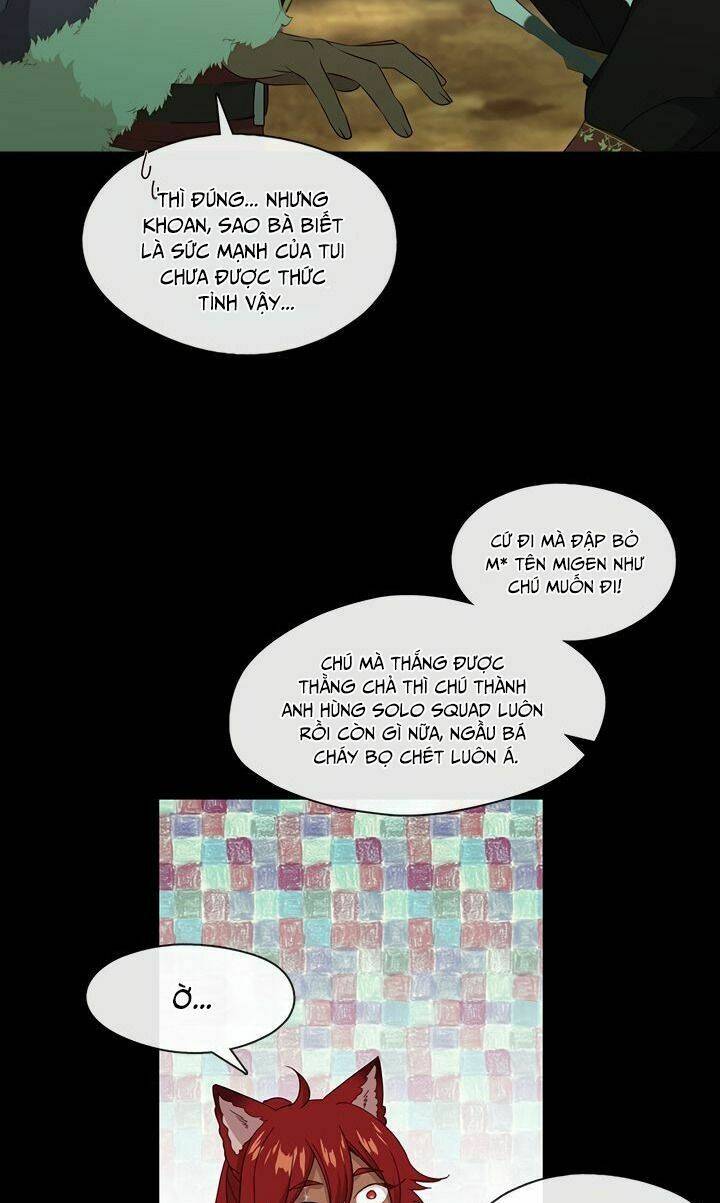 THÌ ĐÚNG... NHƯNG
KHOAN, SAO BÀ BIẾT
LÀ SỨC MẠNH CỦA TUI
CHƯA ĐƯỢC THỨC
TỈNH VẬY...
CỨ ĐI MÀ ĐẬP BỎ
M* TÊN MIGEN NHƯ
CHÚ MUỐN ĐI!
CHÚ MÀ THẮNG ĐƯỢC
THẰNG CHẢ THÌ CHÚ THÀNH
ANH HÙNG SOLO SQUAD LUÔN
RỒI CÒN GÌ NỮA, NGẦU BÁ
CHÁY BỌ CHÉT LUÔN Á.
Ờ...